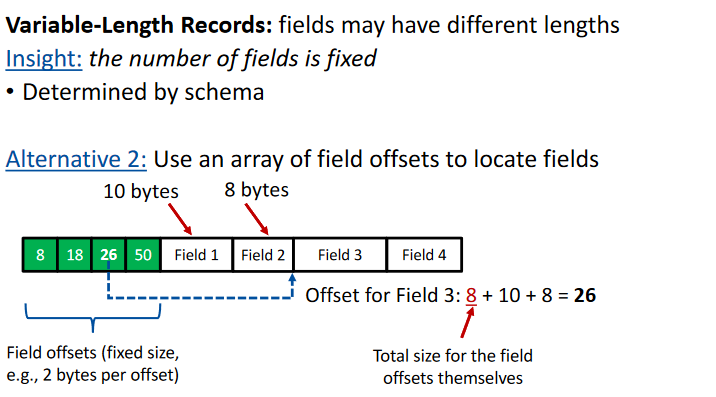 Variable-Length Records: fields may have different lengths
Insight: the number of fields is fixed
• Determined by schema
Alternative 2: Use an array of field offsets to locate fields
10 bytes 8 bytes
8 18 26 50 Field 1 Field 2 Field 3 Field 4
Offset for Field 3: 8 + 10 + 8 = 26
Field offsets (fixed size,
e.g., 2 bytes per offset)
Total size for the field
offsets themselves